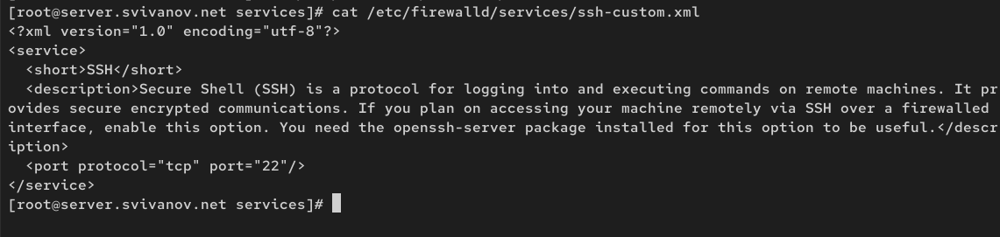 [root@server.svivanov.net services]# cat /etc/firewalld/services/ssh-custom.xml
<?xml version="1.0" encoding="utf-8"?>
<service>
  <short>SSH</short>
  <description>Secure Shell (SSH) is a protocol for logging into and executing commands on remote machines. It pr
ovides secure encrypted communications. If you plan on accessing your machine remotely via SSH over a firewalled
interface, enable this option. You need the openssh-server package installed for this option to be useful.</descr
iption>
  <port protocol="tcp" port="22"/>
</service>
[root@server.svivanov.net services]#